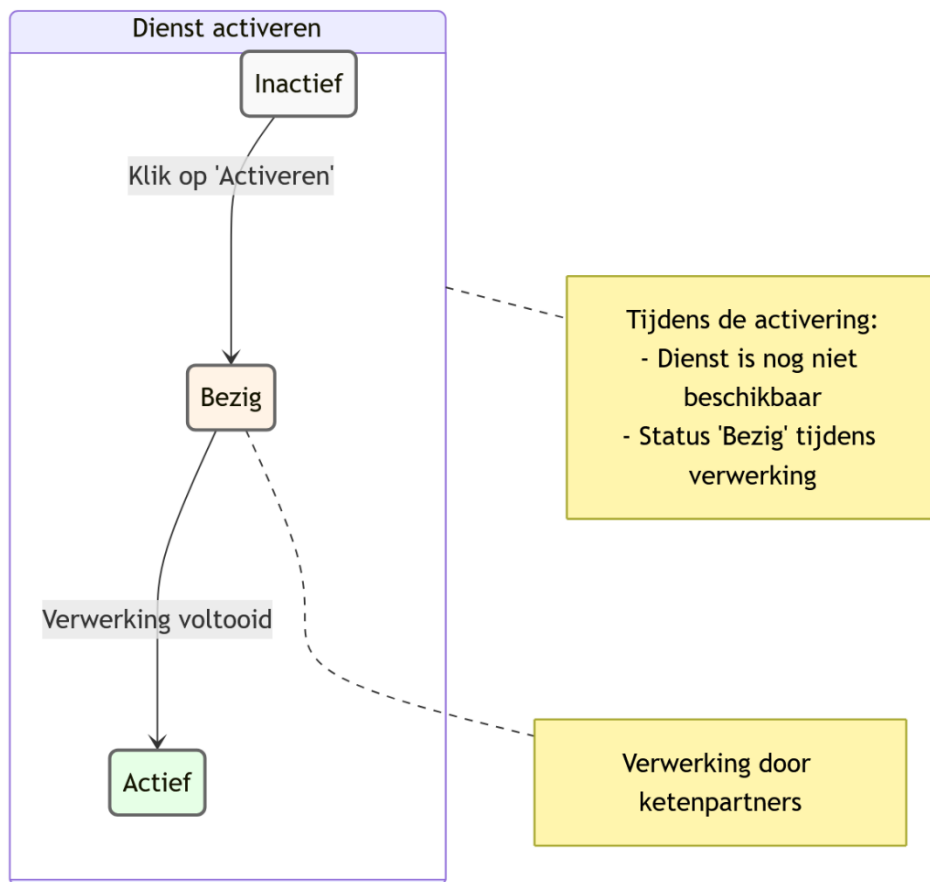 Dienst activeren
Inactief
Klik op 'Activeren'
Tijdens de activering:
- Dienst is nog niet
beschikbaar
- Status 'Bezig' tijdens
verwerking
Bezig
Verwerking voltooid
Verwerking door
ketenpartners
Actief